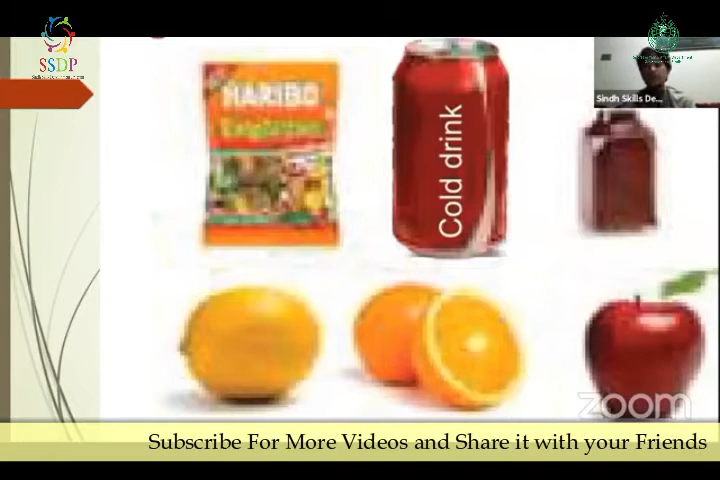 SSDP
HARIBO
Cold drink
Sindh Skills De...
zoom
Subscribe For More Videos and Share it with your Friends